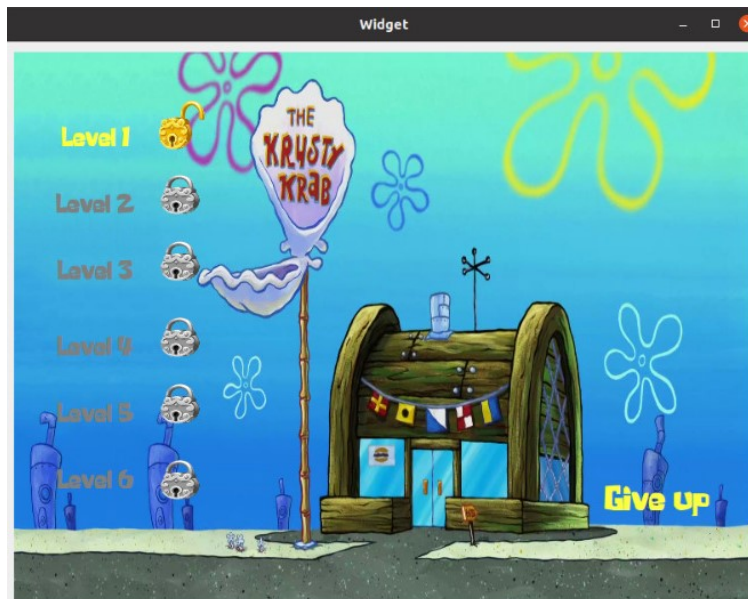 Widget
Level 1
Level 2
Level 3
Level 4
Level 5
Level 6
THE
KRUSTY
KRAB
Give up